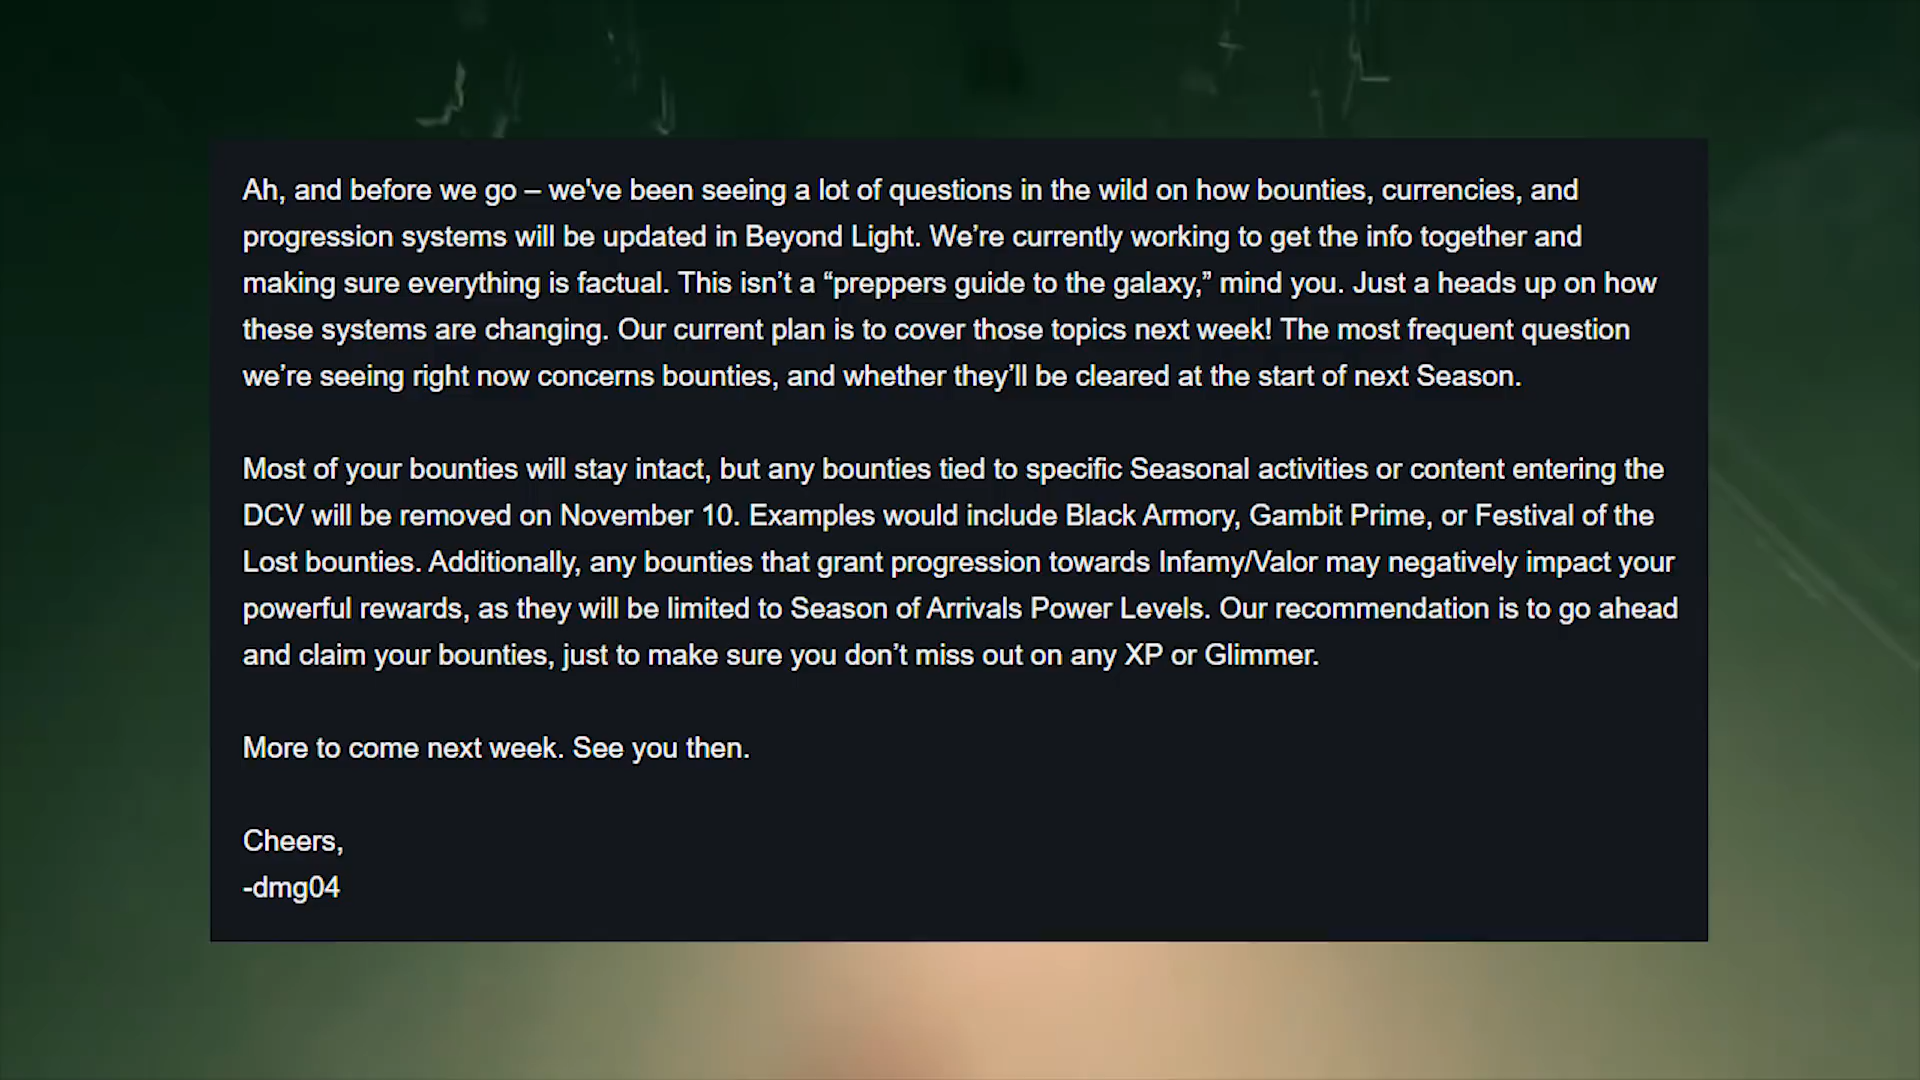 Ah, and before we go – we've been seeing a lot of questions in the wild on how bounties, currencies, and
progression systems will be updated in Beyond Light. We’re currently working to get the info together and
making sure everything is factual. This isn’t a “preppers guide to the galaxy,” mind you. Just a heads up on how
these systems are changing. Our current plan is to cover those topics next week! The most frequent question
we’re seeing right now concerns bounties, and whether they’ll be cleared at the start of next Season.
Most of your bounties will stay intact, but any bounties tied to specific Seasonal activities or content entering the
DCV will be removed on November 10. Examples would include Black Armory, Gambit Prime, or Festival of the
Lost bounties. Additionally, any bounties that grant progression towards Infamy/Valor may negatively impact your
powerful rewards, as they will be limited to Season of Arrivals Power Levels. Our recommendation is to go ahead
and claim your bounties, just to make sure you don’t miss out on any XP or Glimmer.
More to come next week. See you then.
Cheers,
-dmg04